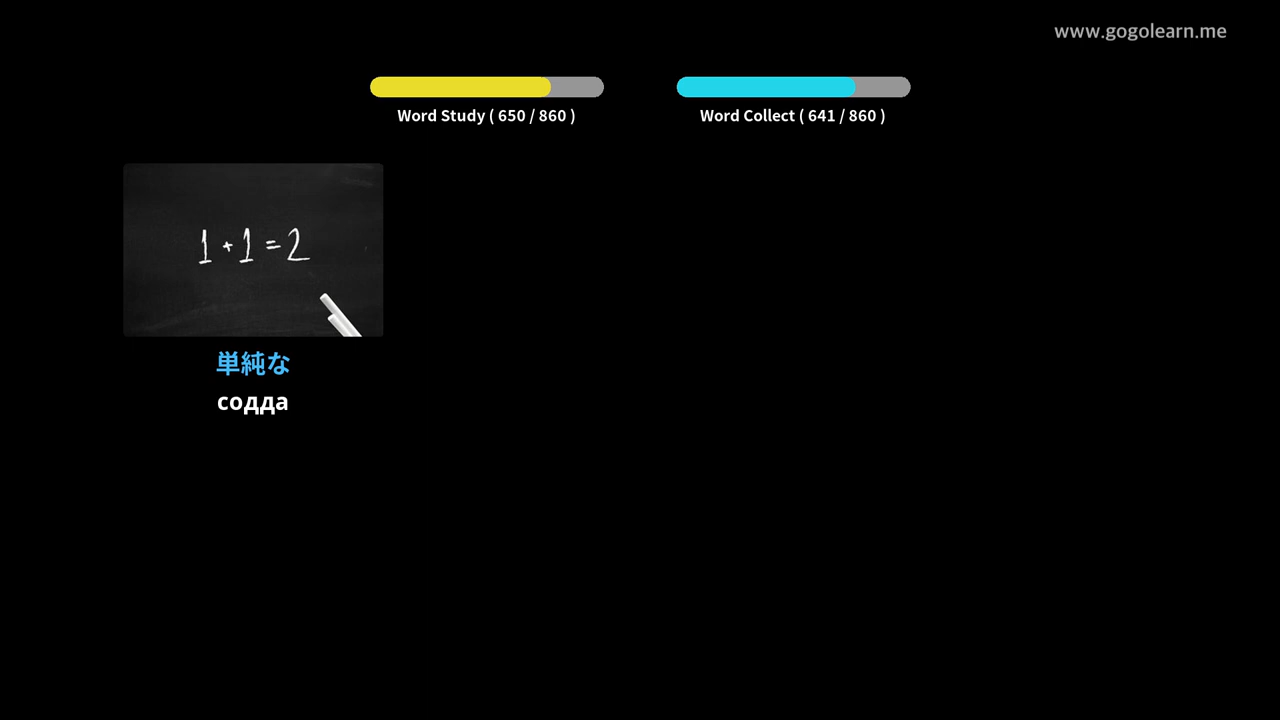 www.gogolearn.me
Word Study ( 650 / 860 )
Word Collect ( 641 / 860 )
1 + 1 = 2
単純な
содда